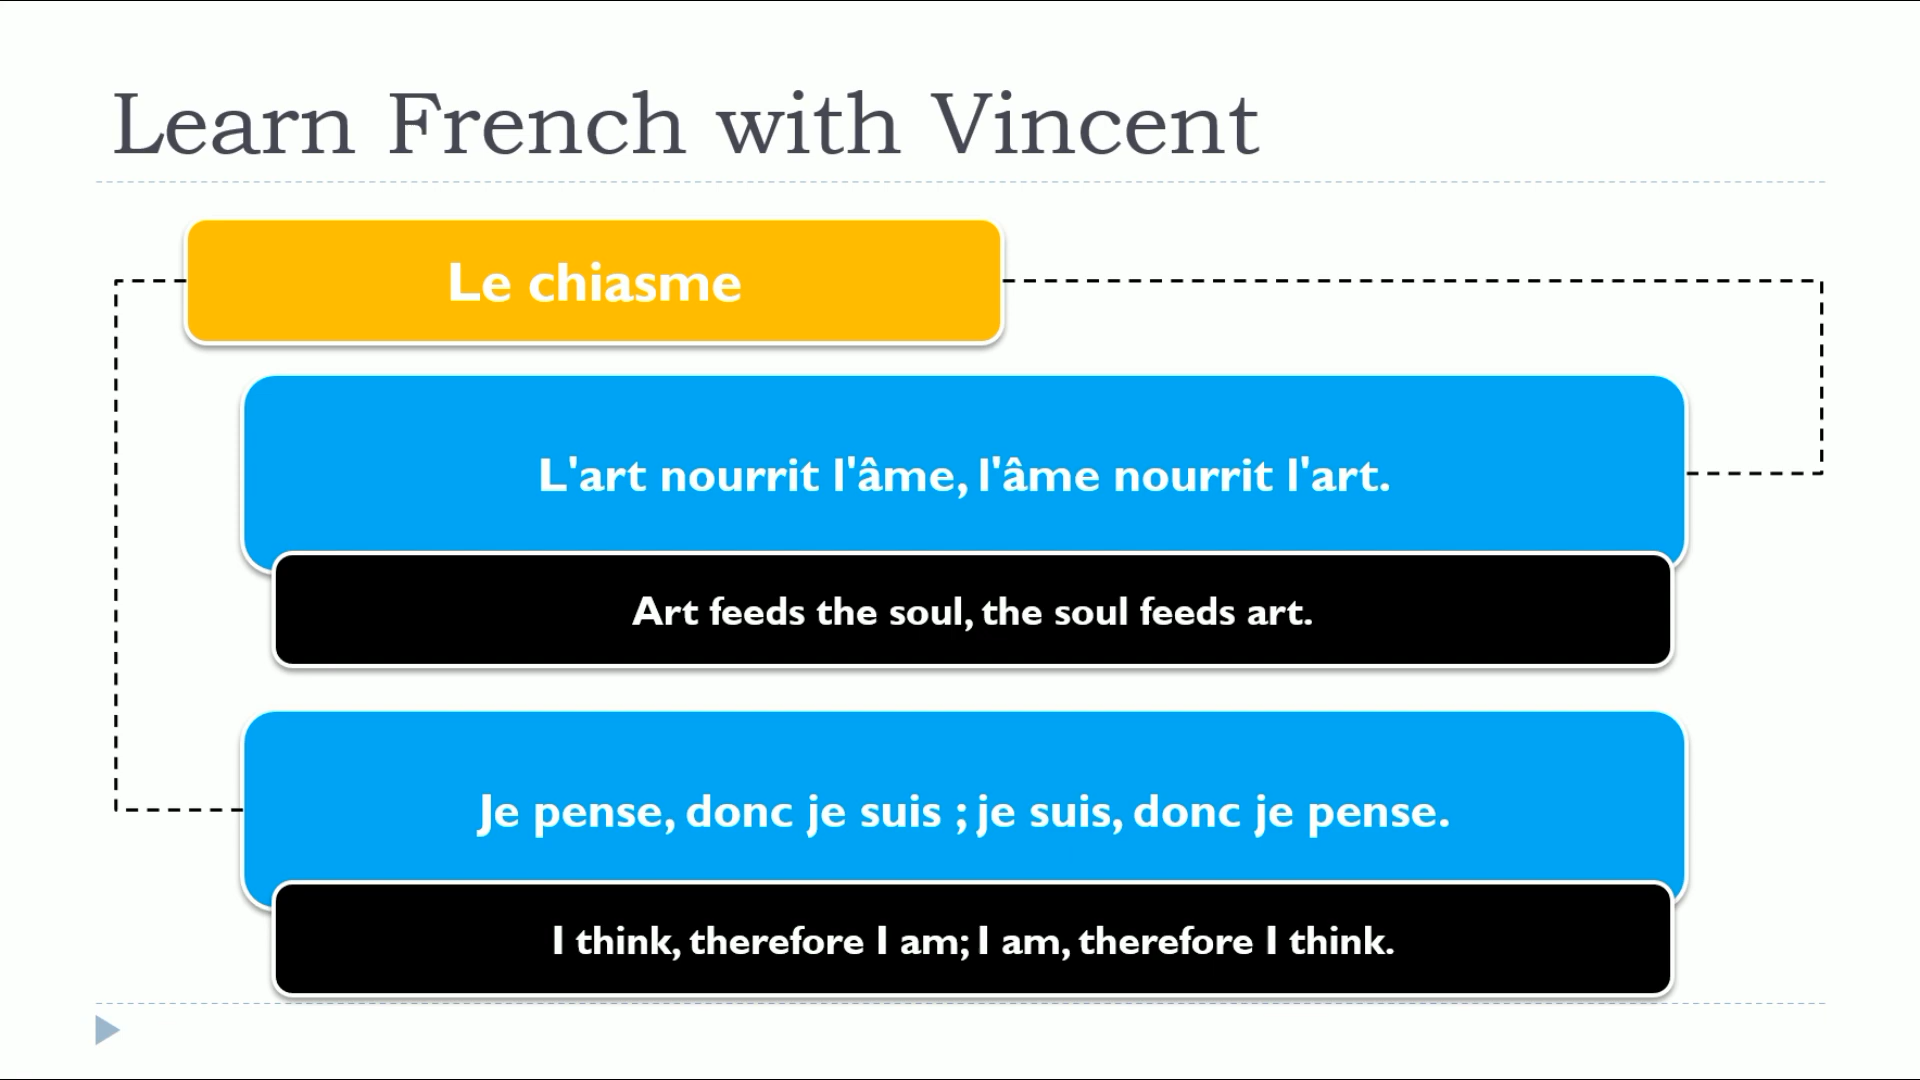 Learn French with Vincent
Le chiasme
L'art nourrit l'âme, l'âme nourrit l'art.
Art feeds the soul, the soul feeds art.
Je pense, donc je suis ; je suis, donc je pense.
I think, therefore I am; I am, therefore I think.